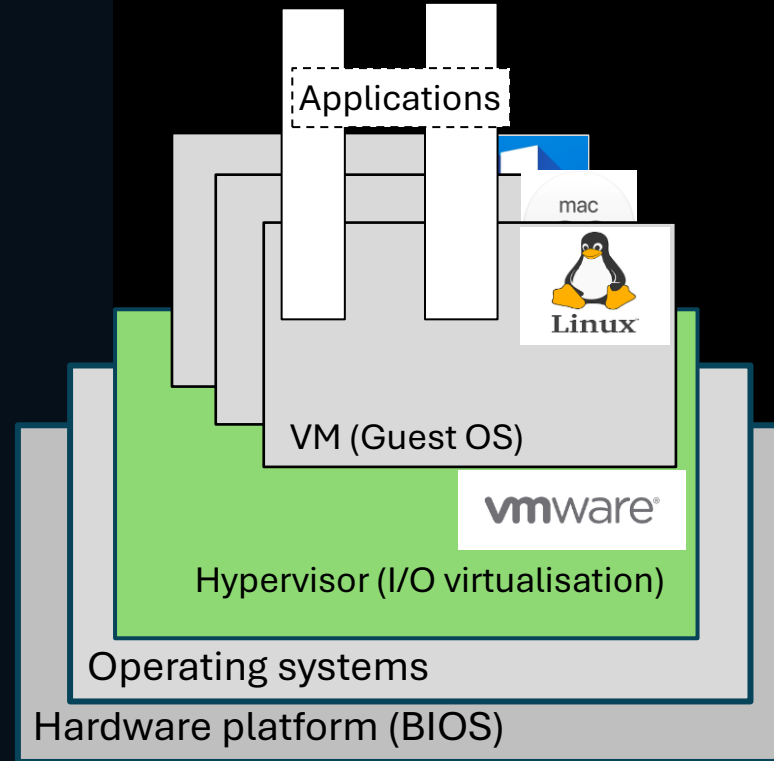 Applications
mac
Linux
VM (Guest OS)
vmware®
Hypervisor (I/O virtualisation)
Operating systems
Hardware platform (BIOS)